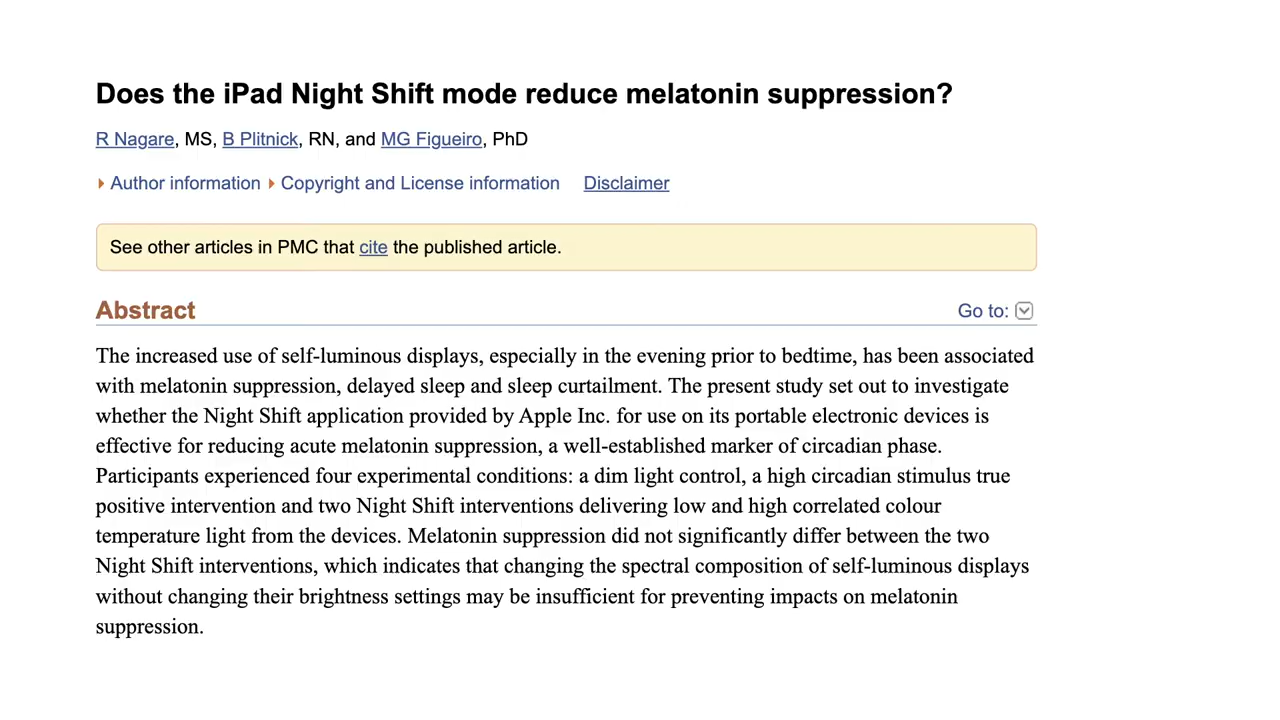 Does the iPad Night Shift mode reduce melatonin suppression?
R Nagare, MS, B Plitnick, RN, and MG Figueiro, PhD
Author information Copyright and License information Disclaimer
See other articles in PMC that cite the published article.
Abstract Go to:
The increased use of self-luminous displays, especially in the evening prior to bedtime, has been associated
with melatonin suppression, delayed sleep and sleep curtailment. The present study set out to investigate
whether the Night Shift application provided by Apple Inc. for use on its portable electronic devices is
effective for reducing acute melatonin suppression, a well-established marker of circadian phase.
Participants experienced four experimental conditions: a dim light control, a high circadian stimulus true
positive intervention and two Night Shift interventions delivering low and high correlated colour
temperature light from the devices. Melatonin suppression did not significantly differ between the two
Night Shift interventions, which indicates that changing the spectral composition of self-luminous displays
without changing their brightness settings may be insufficient for preventing impacts on melatonin
suppression.